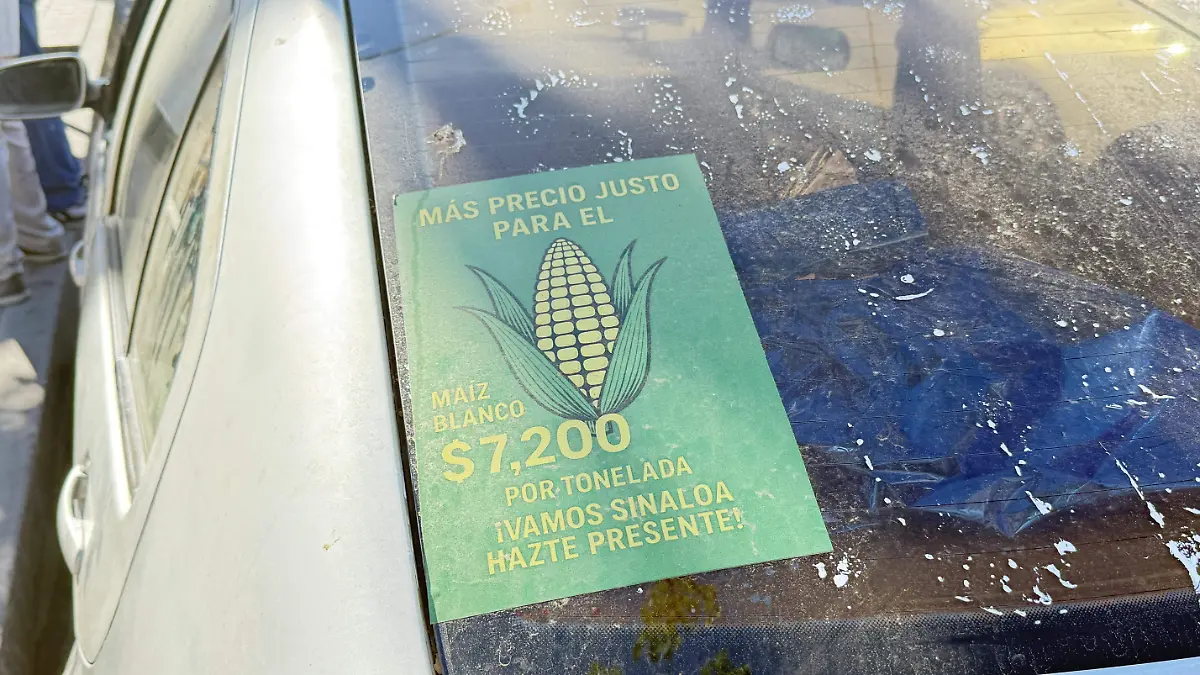 MÁS PRECIO JUSTO
PARA EL
MAÍZ
BLANCO
$7,200
POR TONELADA
¡VAMOS SINALOA
HAZTE PRESENTE!